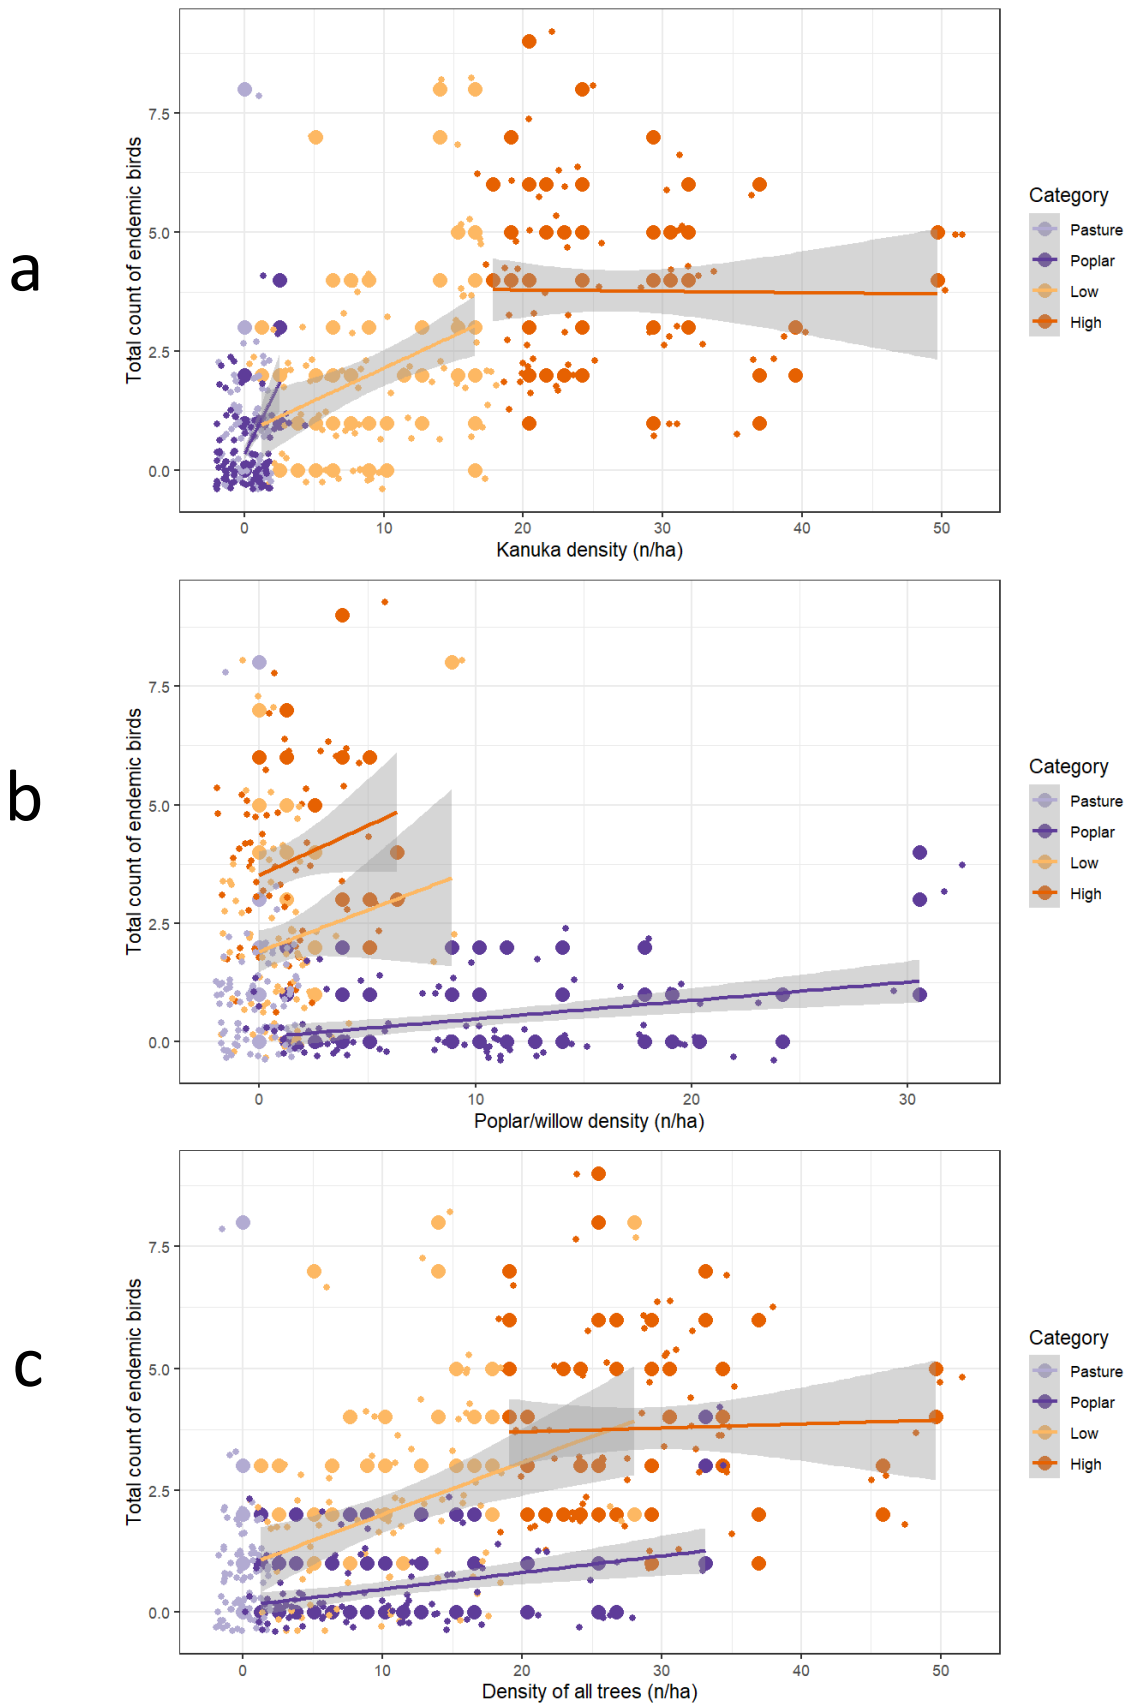 a
Total count of endemic birds
7.5
5.0
2.5
0.0
0 10 20 30 40 50
Kanuka density (n/ha)
Category
Pasture
Poplar
Low
High
b
Total count of endemic birds
7.5
5.0
2.5
0.0
0 10 20 30
Poplar/willow density (n/ha)
Category
Pasture
Poplar
Low
High
c
Total count of endemic birds
7.5
5.0
2.5
0.0
0 10 20 30 40 50
Density of all trees (n/ha)
Category
Pasture
Poplar
Low
High